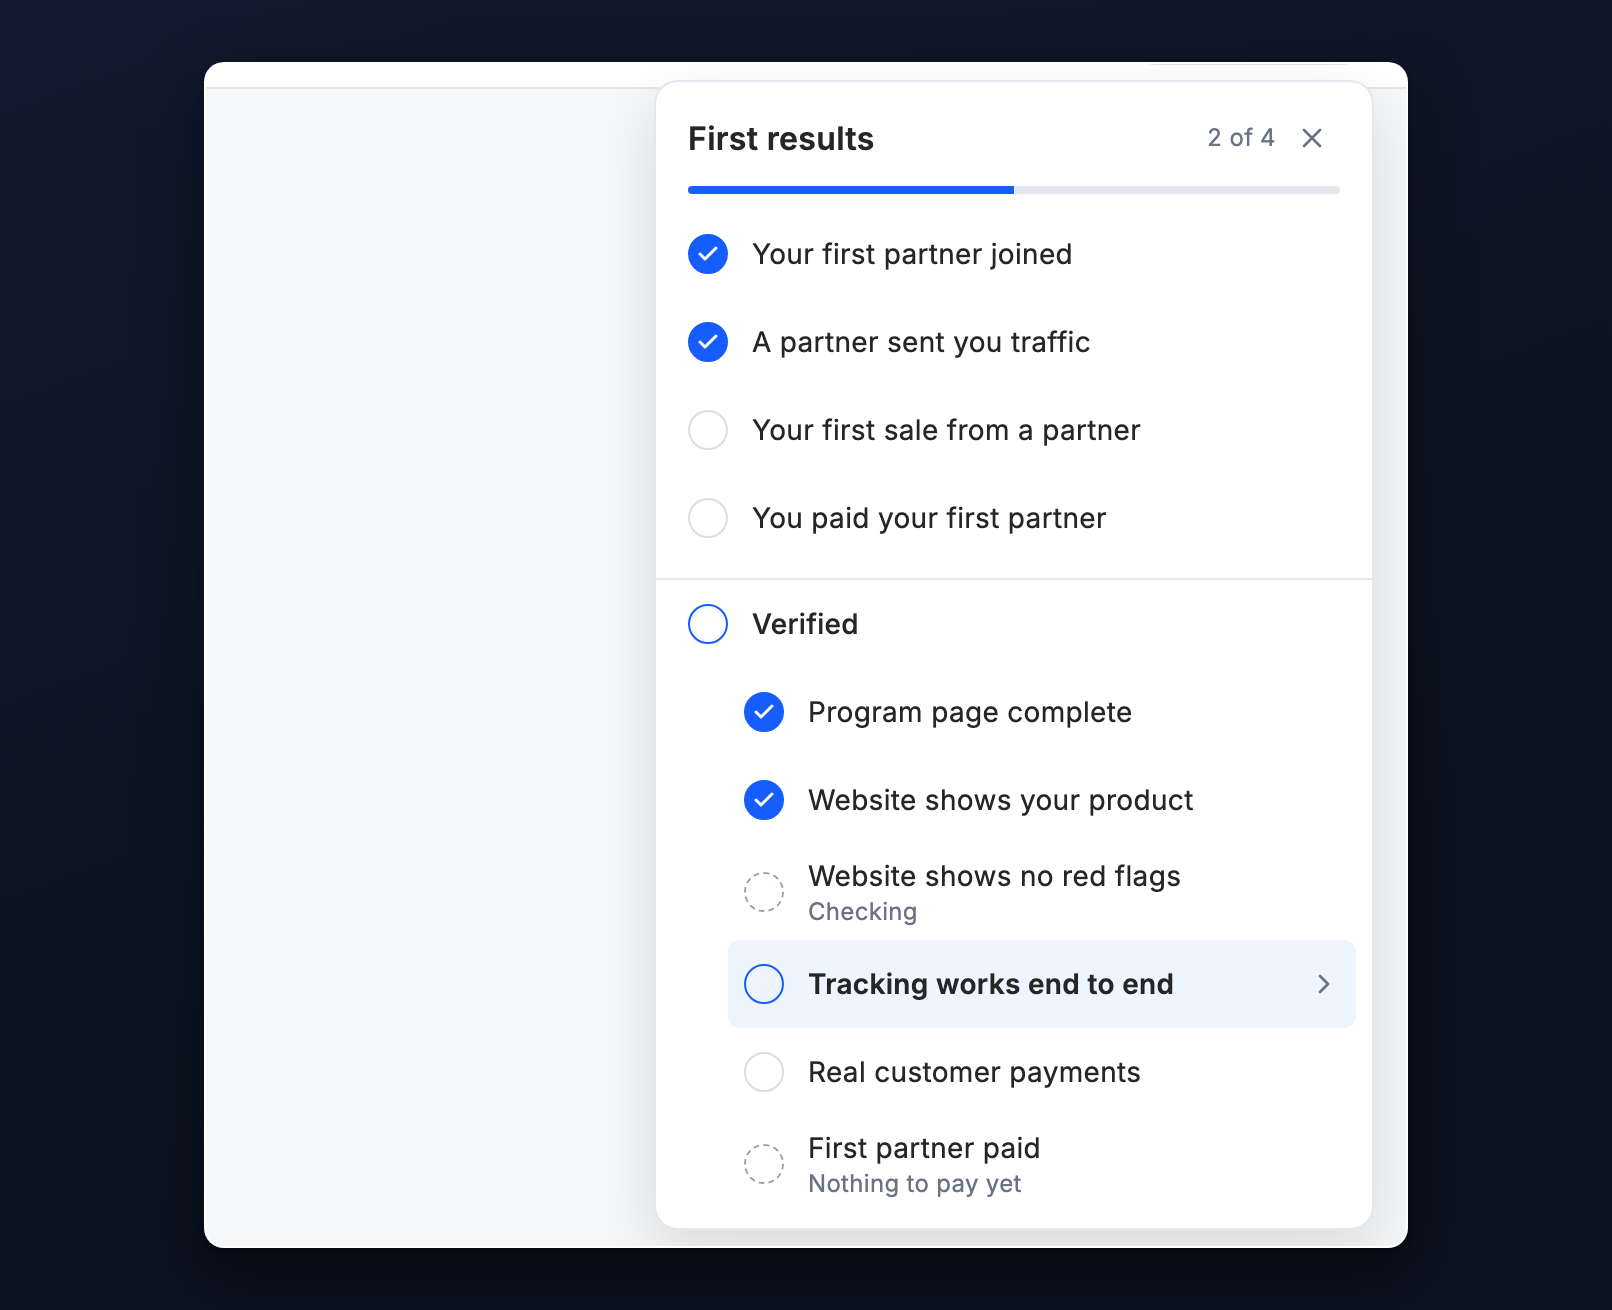 First results
2 of 4
Your first partner joined
A partner sent you traffic
Your first sale from a partner
You paid your first partner
Verified
Program page complete
Website shows your product
Website shows no red flags
Checking
Tracking works end to end
Real customer payments
First partner paid
Nothing to pay yet